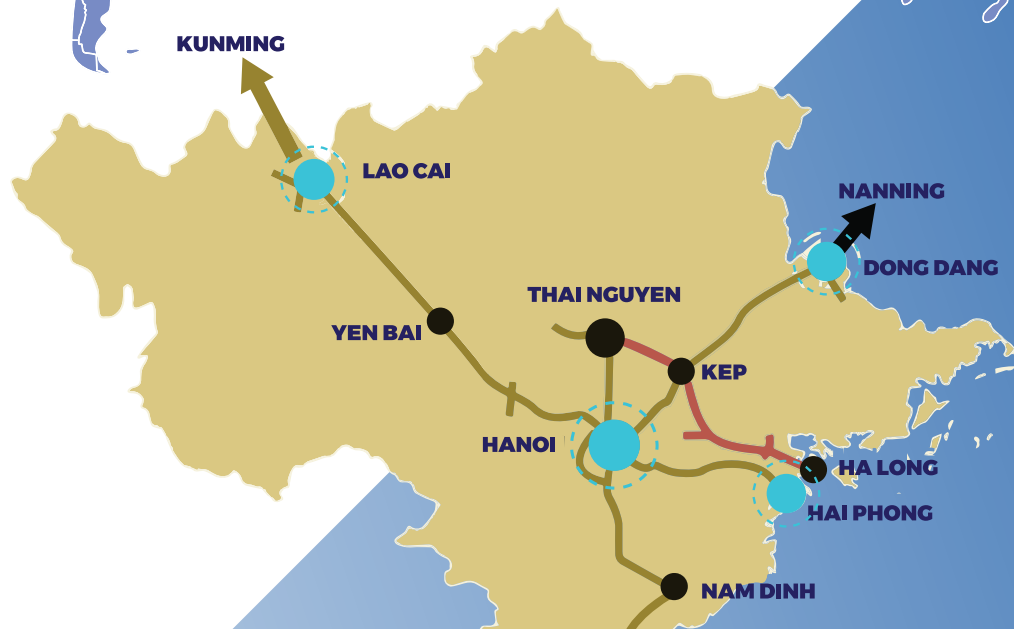 KUNMING
LAO CAI
NANNING
DONG DANG
THAI NGUYEN
YEN BAI
KEP
HANOI
HA LONG
HAI PHONG
NAM DINH